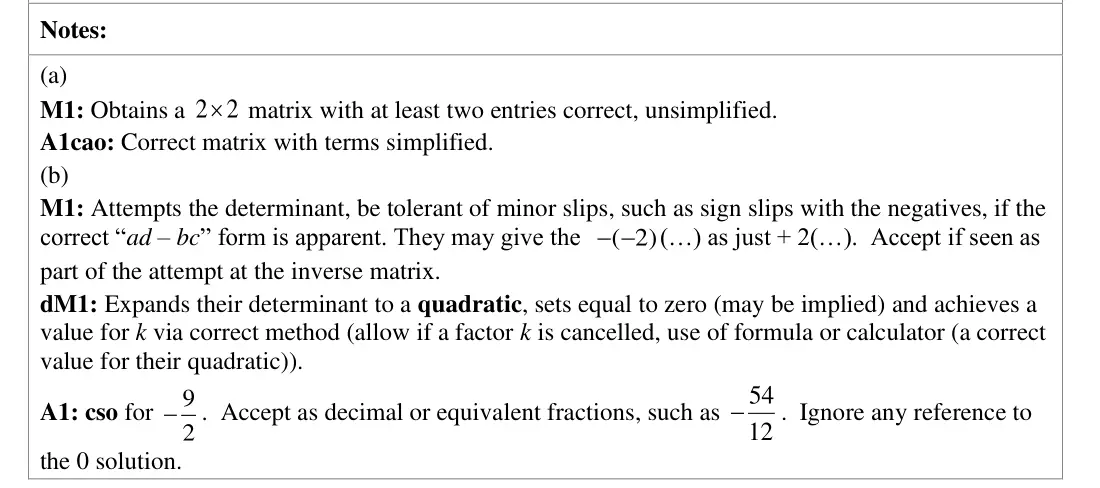 Notes:
(a)
M1: Obtains a 2×2 matrix with at least two entries correct, unsimplified.
A1cao: Correct matrix with terms simplified.
(b)
M1: Attempts the determinant, be tolerant of minor slips, such as sign slips with the negatives, if the
correct “ad – bc” form is apparent. They may give the −(−2)(…) as just + 2(…). Accept if seen as
part of the attempt at the inverse matrix.
dM1: Expands their determinant to a quadratic, sets equal to zero (may be implied) and achieves a
value for k via correct method (allow if a factor k is cancelled, use of formula or calculator (a correct
value for their quadratic)).
A1: cso for −9/2. Accept as decimal or equivalent fractions, such as −54/12. Ignore any reference to
the 0 solution.